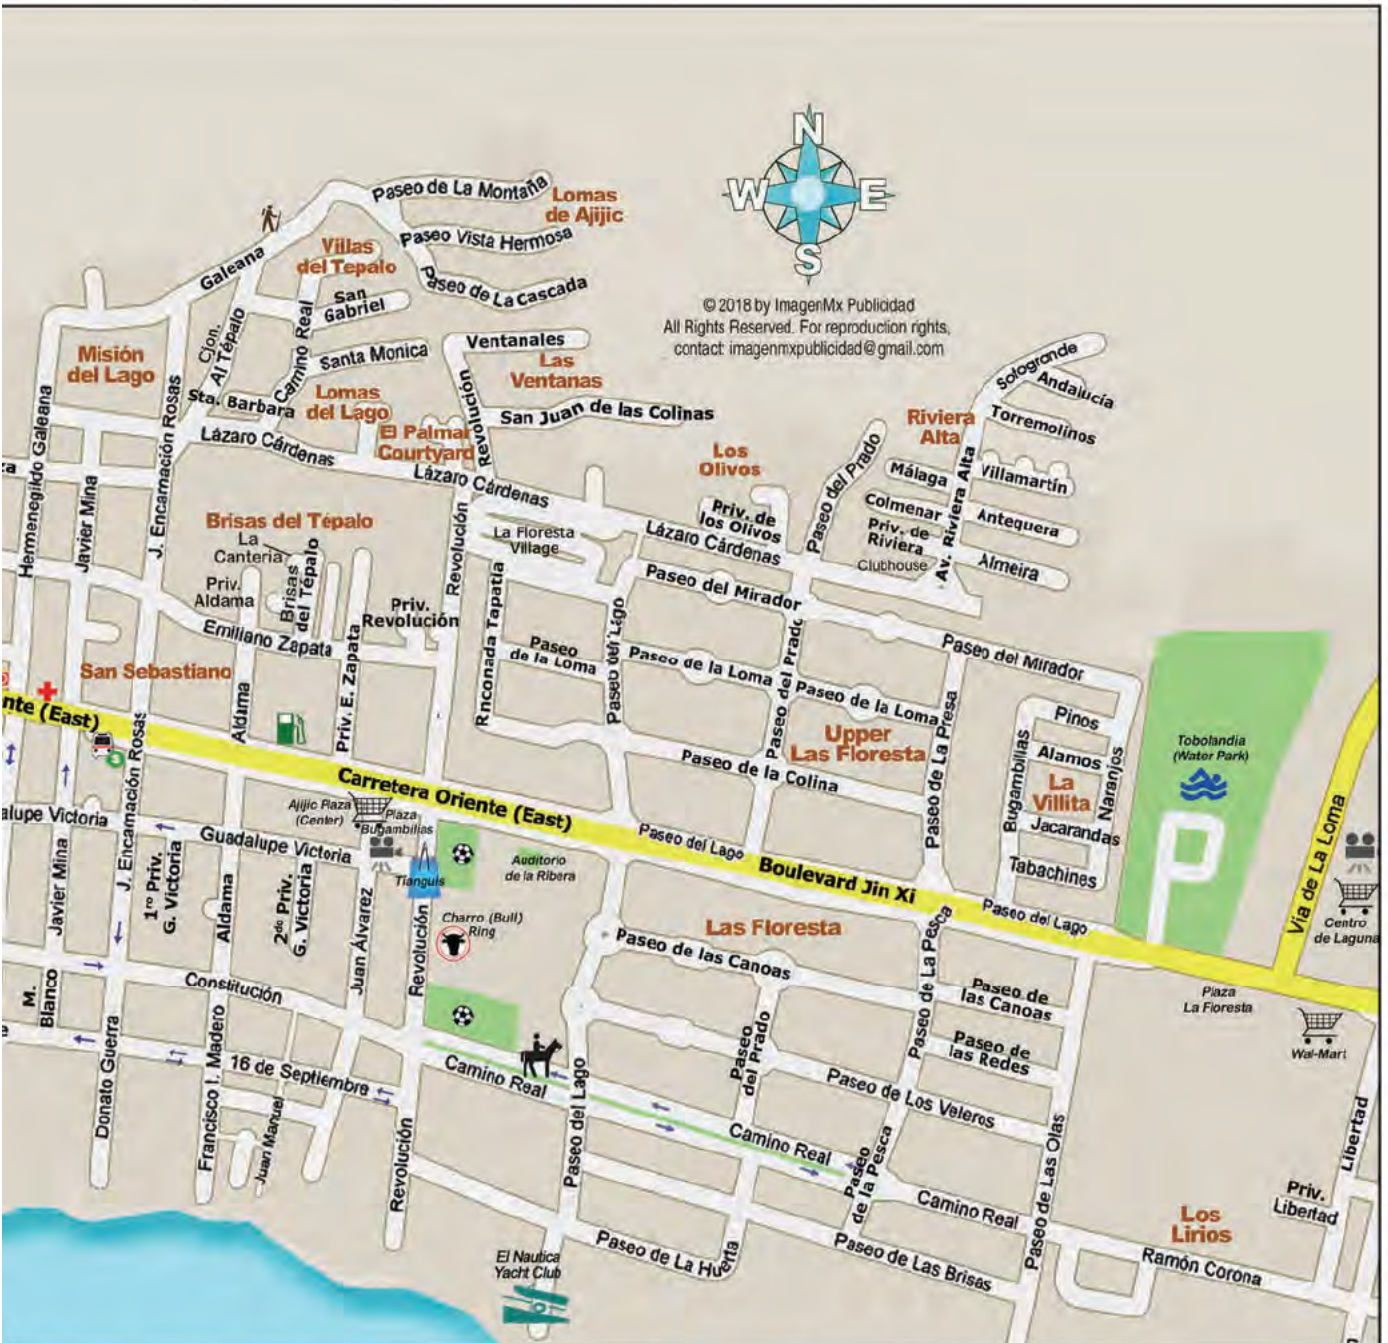 N
W
E
S
© 2018 by ImagenMx Publicidad
All Rights Reserved. For reproduction rights,
contact: imagenmxpublicidad@gmail.com
Paseo de La Montaña
Lomas
de Ajijic
Paseo Vista Hermosa
Villas
del Tepalo
Galeana
Paseo de La Cascada
San
Gabriel
Cjon.
Al Tépalo
Camino Real
Santa Monica
Ventanales
Las
Ventanas
Misión
del Lago
Sta. Barbara
Lomas
del Lago
Revolución
San Juan de las Colinas
El Palmar
Courtyard
Lázaro Cárdenas
Lázaro Cárdenas
Hermenegildo Galeana
Javier Mina
J. Encarnación Rosas
Sologrande
Andalucía
Torremolinos
Riviera
Alta
Los
Olivos
Paseo del Prado
Málaga
Villamartín
Colmenar
Antequera
Priv. de
Riviera
Clubhouse
Av. Riviera Alta
Almeira
Priv. de
los Olivos
Lázaro Cárdenas
Brisas del Tépalo
La
Canteria
Priv.
Aldama
Brisas
del Tépalo
Priv.
Revolución
Revolución
La Floresta
Village
Paseo del Mirador
Emiliano Zapata
Priv. E. Zapata
Rnconada Tapatía
Paseo
de la Loma
Paseo del Lago
Paseo de la Loma
Paseo del Prado
Paseo de la Loma
Paseo del Mirador
San Sebastiano
Aldama
Upper
Las Floresta
Paseo de La Presa
Pinos
Alamos
La
Villita
Bugambilias
Naranjos
Jacarandas
Tabachines
Tobolandia
(Water Park)
nte (East)
Carretera Oriente (East)
Paseo de la Colina
J. Encarnación Rosas
alupe Victoria
Guadalupe Victoria
Ajijic Plaza
(Center)
Plaza
Bugambilias
Tianguis
Auditorio
de la Ribera
Paseo del Lago
Boulevard Jin Xi
Paseo del Lago
Via de La Loma
Centro
de Laguna
Javier Mina
1ro Priv.
G. Victoria
Aldama
2do Priv.
G. Victoria
Juan Álvarez
Revolución
Charro (Bull)
Ring
Las Floresta
Paseo de las Canoas
Paseo de La Pesca
Paseo de
las Canoas
Plaza
La Floresta
Wal-Mart
M.
Blanco
Constitución
Donato Guerra
Francisco I. Madero
16 de Septiembre
Juan Manuel
Camino Real
Paseo del Lago
Paseo
del Prado
Paseo de
las Redes
Paseo de Los Veleros
Camino Real
Paseo
de la Pesca
Camino Real
Paseo de Las Olas
Libertad
Priv.
Libertad
Los
Lirios
Ramón Corona
Revolución
El Nautica
Yacht Club
Paseo de La Huerta
Paseo de Las Brisas